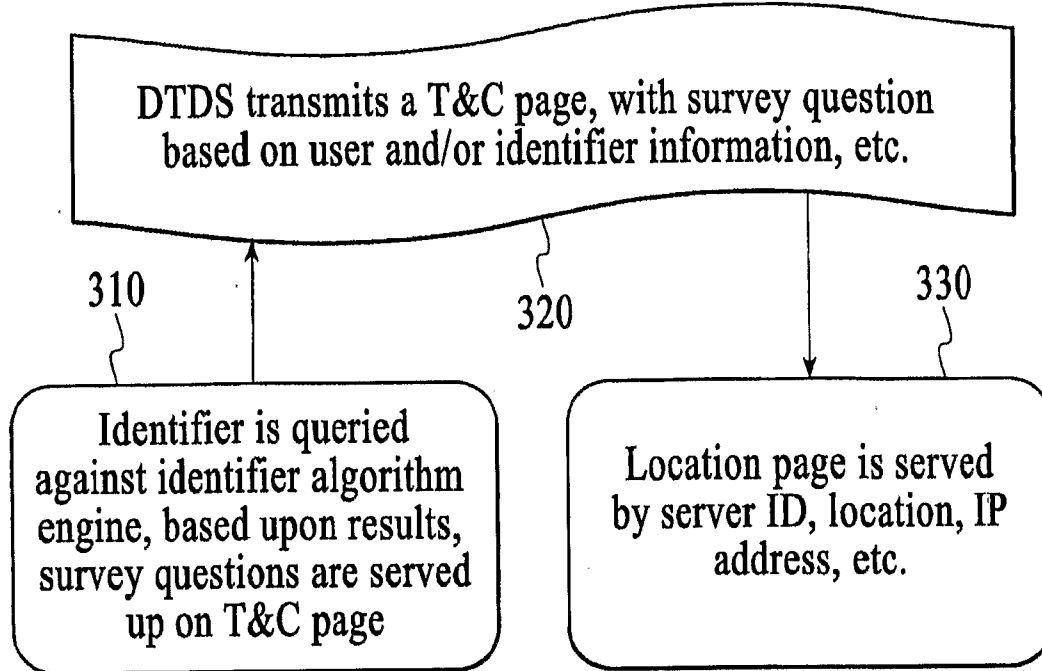 DTDS transmits a T&C page, with survey question
based on user and/or identifier information, etc.
310
320
330
Identifier is queried
against identifier algorithm
engine, based upon results,
survey questions are served
up on T&C page
Location page is served
by server ID, location, IP
address, etc.